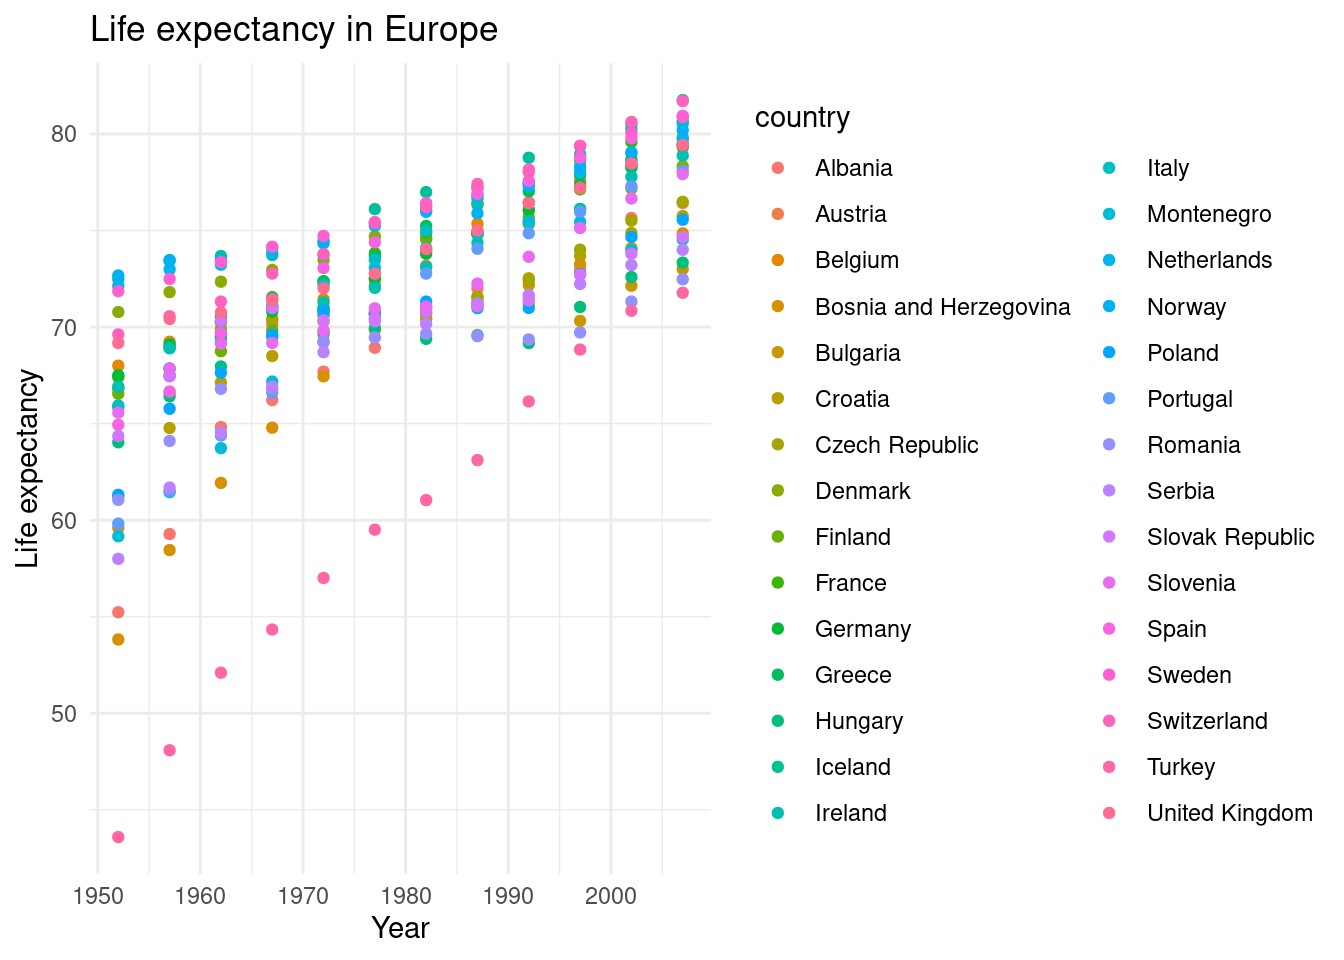 Life expectancy in Europe
80
70
60
50
Life expectancy
1950
1960
1970
1980
1990
2000
Year
country
Albania
Austria
Belgium
Bosnia and Herzegovina
Bulgaria
Croatia
Czech Republic
Denmark
Finland
France
Germany
Greece
Hungary
Iceland
Ireland
Italy
Montenegro
Netherlands
Norway
Poland
Portugal
Romania
Serbia
Slovak Republic
Slovenia
Spain
Sweden
Switzerland
Turkey
United Kingdom